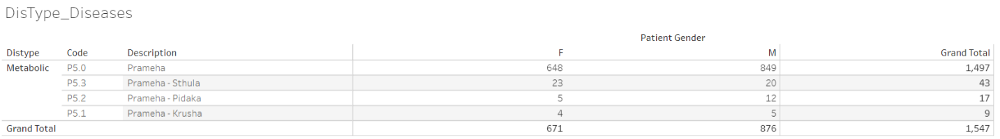 DisType_Diseases
Patient Gender
Distype Code Description F M Grand Total
Metabolic P5.0 Prameha 648 849 1,497
P5.3 Prameha - Sthula 23 20 43
P5.2 Prameha - Pidaka 5 12 17
P5.1 Prameha - Krusha 4 5 9
Grand Total 671 876 1,547